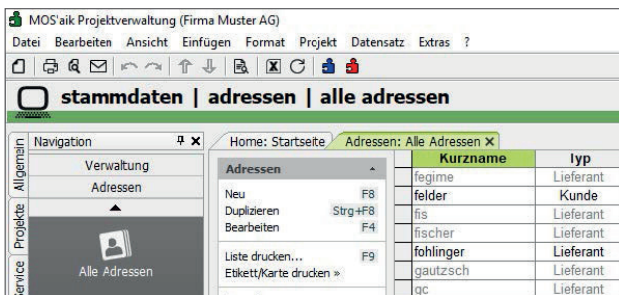 MOS'aik Projektverwaltung (Firma Muster AG)
Datei Bearbeiten Ansicht Einfügen Format Projekt Datensatz Extras ?
stammdaten | adressen | alle adressen
Allgemein
Projekte
Service
Navigation
Verwaltung
Adressen
Alle Adressen
Home: Startseite
Adressen: Alle Adressen
Adressen
Neu F8
Duplizieren Strg+F8
Bearbeiten F4
Liste drucken... F9
Etikett/Karte drucken »
Kurzname Typ
fegime Lieferant
felder Kunde
fis Lieferant
fischer Lieferant
fohlinger Lieferant
gautzsch Lieferant
gc Lieferant